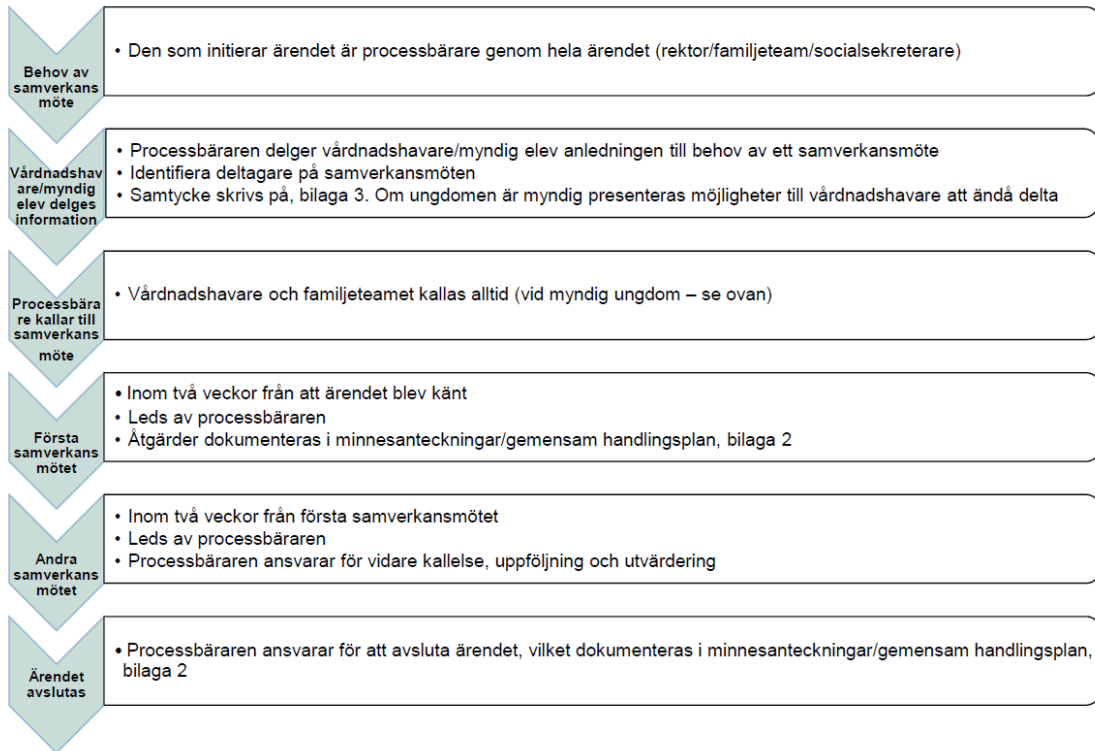 Behov av
samverkans
möte
• Den som initierar ärendet är processbärare genom hela ärendet (rektor/familjeteam/socialsekreterare)
Vårdnadshav
are/myndig
elev delges
information
• Processbäraren delger vårdnadshavare/myndig elev anledningen till behov av ett samverkansmöte
• Identifiera deltagare på samverkansmöten
• Samtycke skrivs på, bilaga 3. Om ungdomen är myndig presenteras möjligheter till vårdnadshavare att ändå delta
Processbära
re kallar till
samverkans
möte
• Vårdnadshavare och familjeteamet kallas alltid (vid myndig ungdom – se ovan)
Första
samverkans
mötet
• Inom två veckor från att ärendet blev känt
• Leds av processbäraren
• Åtgärder dokumenteras i minnesanteckningar/gemensam handlingsplan, bilaga 2
Andra
samverkans
mötet
• Inom två veckor från första samverkansmötet
• Leds av processbäraren
• Processbäraren ansvarar för vidare kallelse, uppföljning och utvärdering
Ärendet
avslutas
• Processbäraren ansvarar för att avsluta ärendet, vilket dokumenteras i minnesanteckningar/gemensam handlingsplan,
bilaga 2